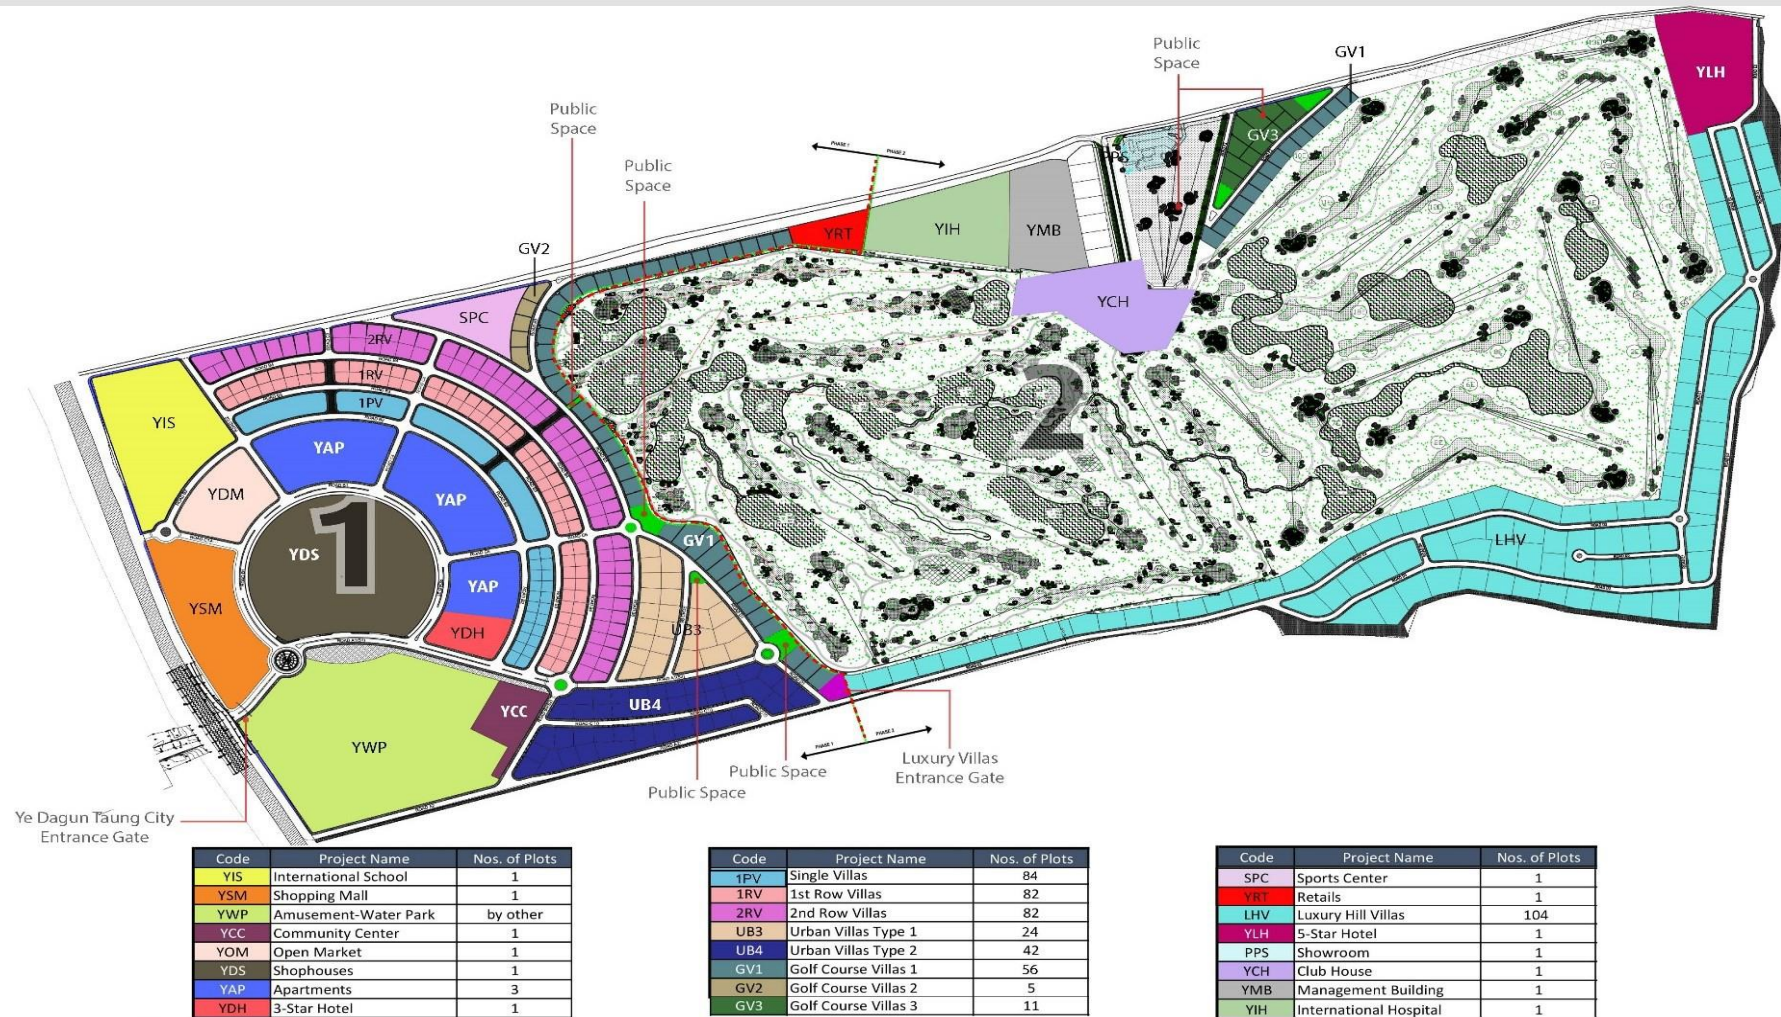 Public
Space
GV1
YLH
Public
Space
GV3
PHASE 1
PHASE 2
PPS
Public
Space
YRT
YIH
YMB
GV2
YCH
SPC
2RV
1RV
1PV
YIS
2
YAP
YDM
YAP
1
YDS
GV1
LHV
YAP
YSM
YDH
UB3
YCC
UB4
YWP
PHASE 1
PHASE 2
Luxury Villas
Entrance Gate
Public Space
Public Space
Ye Dagun Taung City
Entrance Gate
Code Project Name Nos. of Plots
YIS International School 1
YSM Shopping Mall 1
YWP Amusement-Water Park by other
YCC Community Center 1
YOM Open Market 1
YDS Shophouses 1
YAP Apartments 3
YDH 3-Star Hotel 1
Code Project Name Nos. of Plots
1PV Single Villas 84
1RV 1st Row Villas 82
2RV 2nd Row Villas 82
UB3 Urban Villas Type 1 24
UB4 Urban Villas Type 2 42
GV1 Golf Course Villas 1 56
GV2 Golf Course Villas 2 5
GV3 Golf Course Villas 3 11
Code Project Name Nos. of Plots
SPC Sports Center 1
YRT Retails 1
LHV Luxury Hill Villas 104
YLH 5-Star Hotel 1
PPS Showroom 1
YCH Club House 1
YMB Management Building 1
YIH International Hospital 1